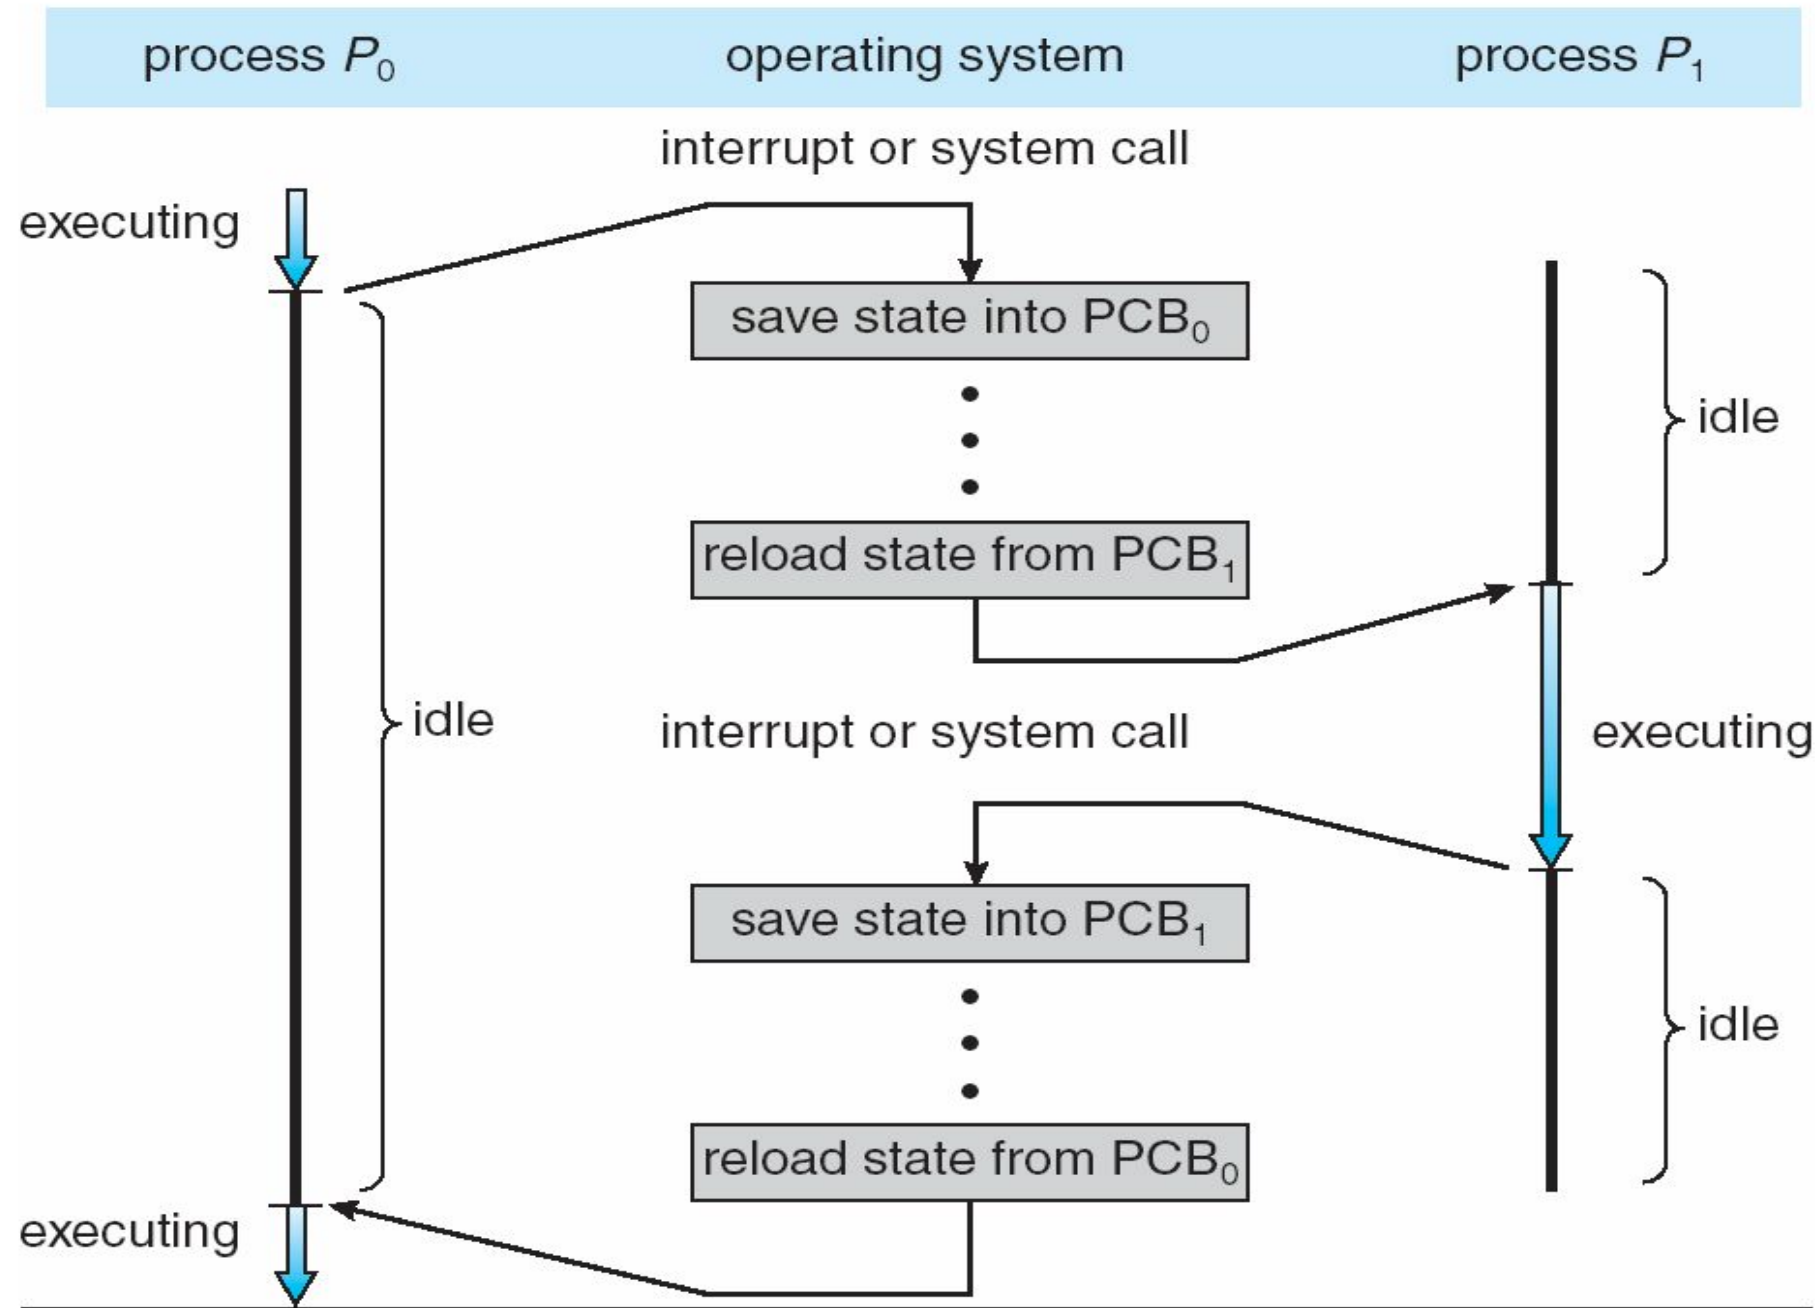 process P₀
operating system
process P₁
interrupt or system call
executing
save state into PCB₀
idle
reload state from PCB₁
idle
interrupt or system call
executing
save state into PCB₁
idle
reload state from PCB₀
executing